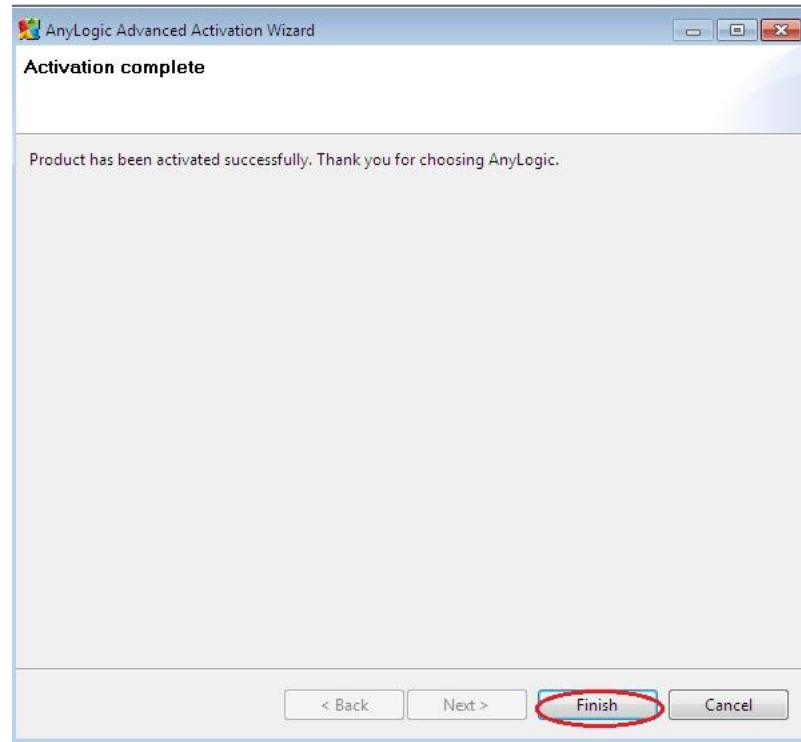 AnyLogic Advanced Activation Wizard
Activation complete
Product has been activated successfully. Thank you for choosing AnyLogic.
< Back Next > Finish Cancel